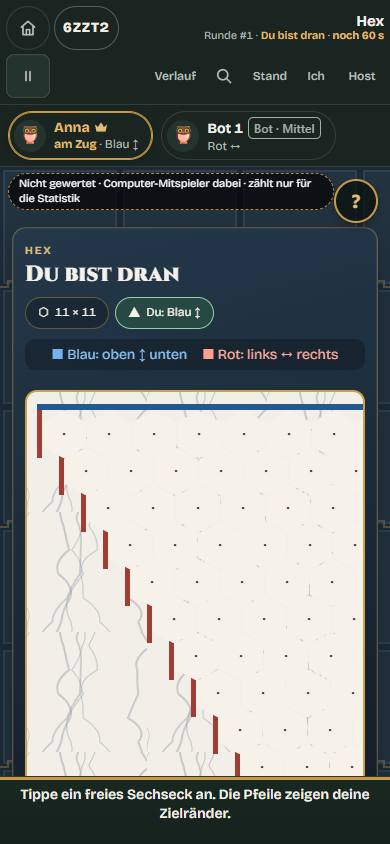 6ZZT2
Hex
Runde #1 · Du bist dran · noch 60 s
Verlauf
Stand
Ich
Host
Anna
am Zug · Blau ↕
Bot 1
Bot · Mittel
Rot ↔
Nicht gewertet · Computer-Mitspieler dabei · zählt nur für
die Statistik
?
HEX
Du bist dran
11 × 11
Du: Blau ↕
Blau: oben ↕ unten
Rot: links ↔ rechts
Tippe ein freies Sechseck an. Die Pfeile zeigen deine
Zielränder.